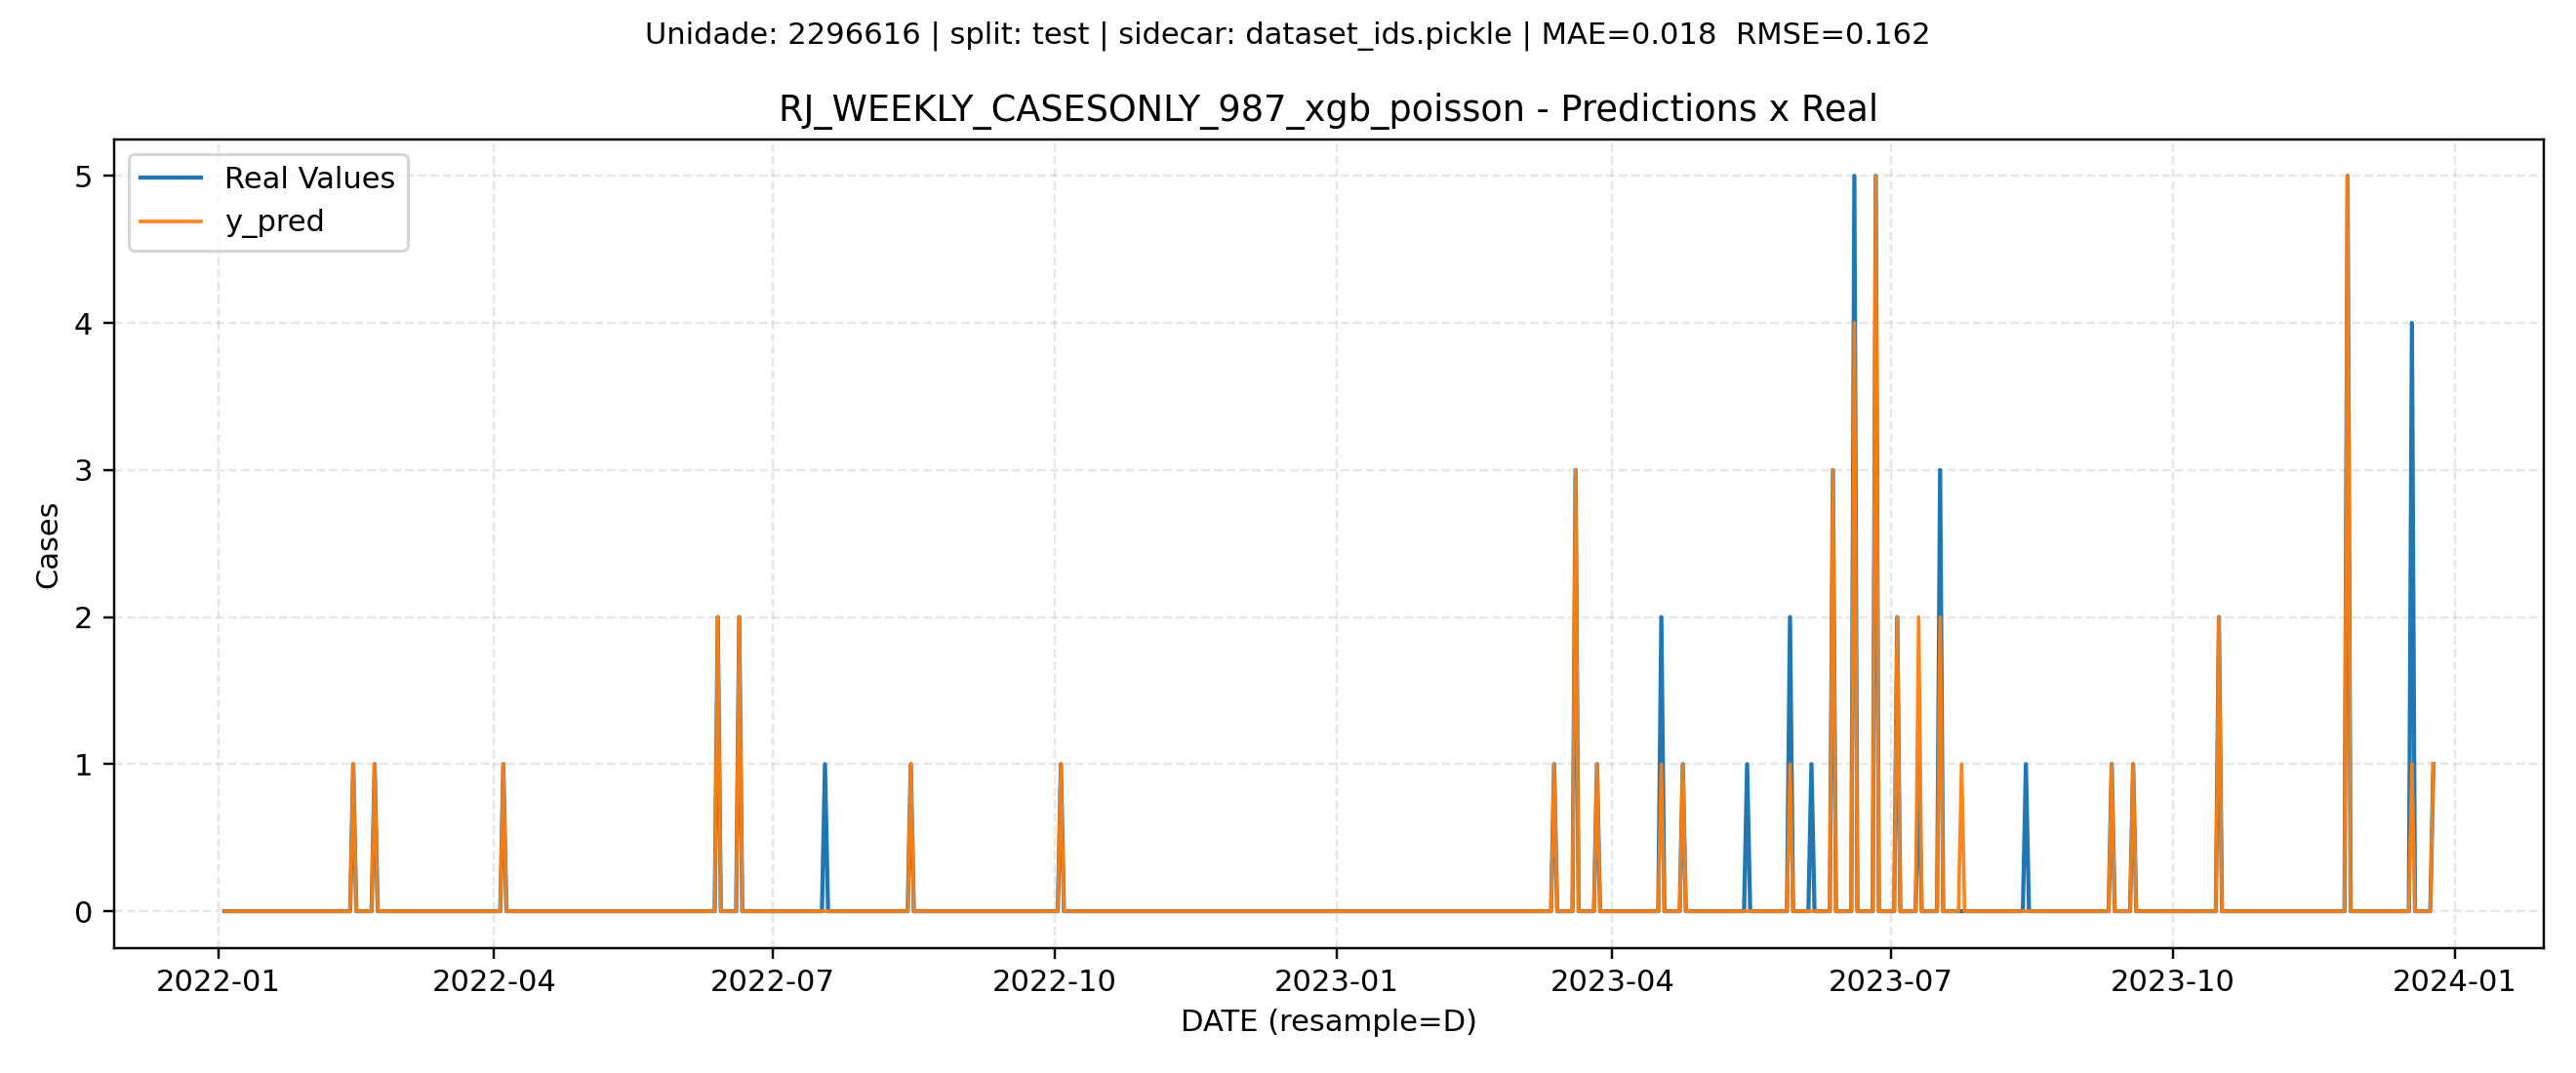 Unidade: 2296616 | split: test | sidecar: dataset_ids.pickle | MAE=0.018  RMSE=0.162
RJ_WEEKLY_CASESONLY_987_xgb_poisson - Predictions x Real
Real Values
y_pred
5
4
3
2
1
0
Cases
2022-01
2022-04
2022-07
2022-10
2023-01
2023-04
2023-07
2023-10
2024-01
DATE (resample=D)